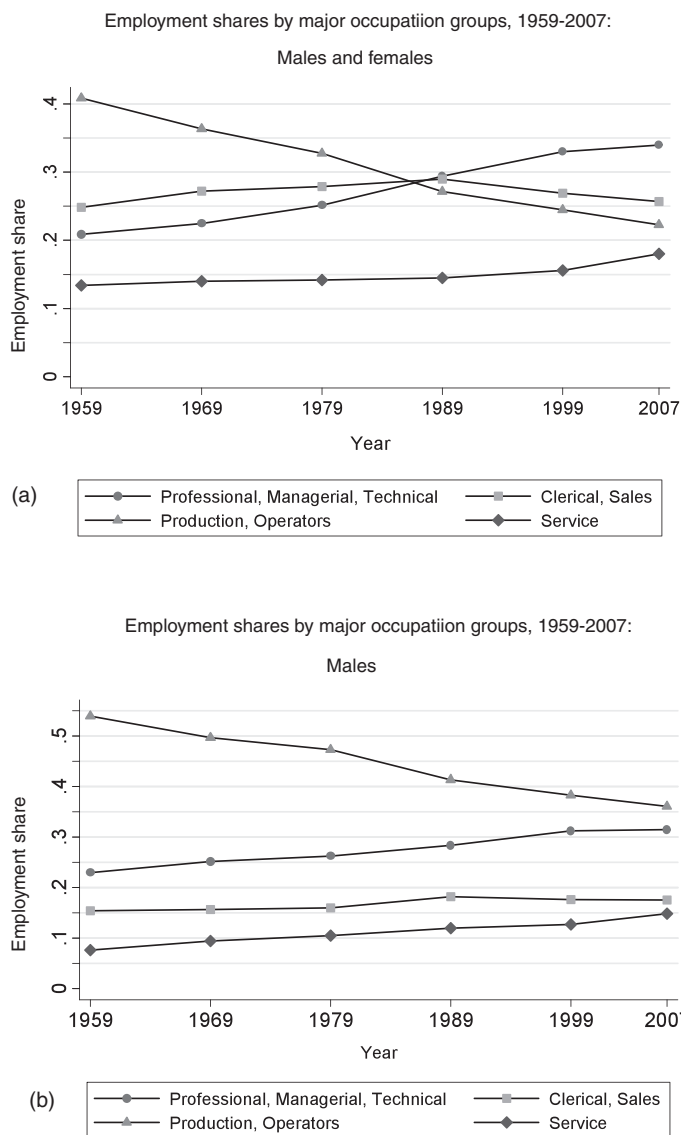 Employment shares by major occupatiion groups, 1959-2007:
Males and females
.4
.3
.2
.1
0
Employment share
1959 1969 1979 1989 1999 2007
Year
(a)
Professional, Managerial, Technical Clerical, Sales
Production, Operators Service
Employment shares by major occupatiion groups, 1959-2007:
Males
.5
.4
.3
.2
.1
0
Employment share
1959 1969 1979 1989 1999 200
Year
(b)
Professional, Managerial, Technical Clerical, Sales
Production, Operators Service